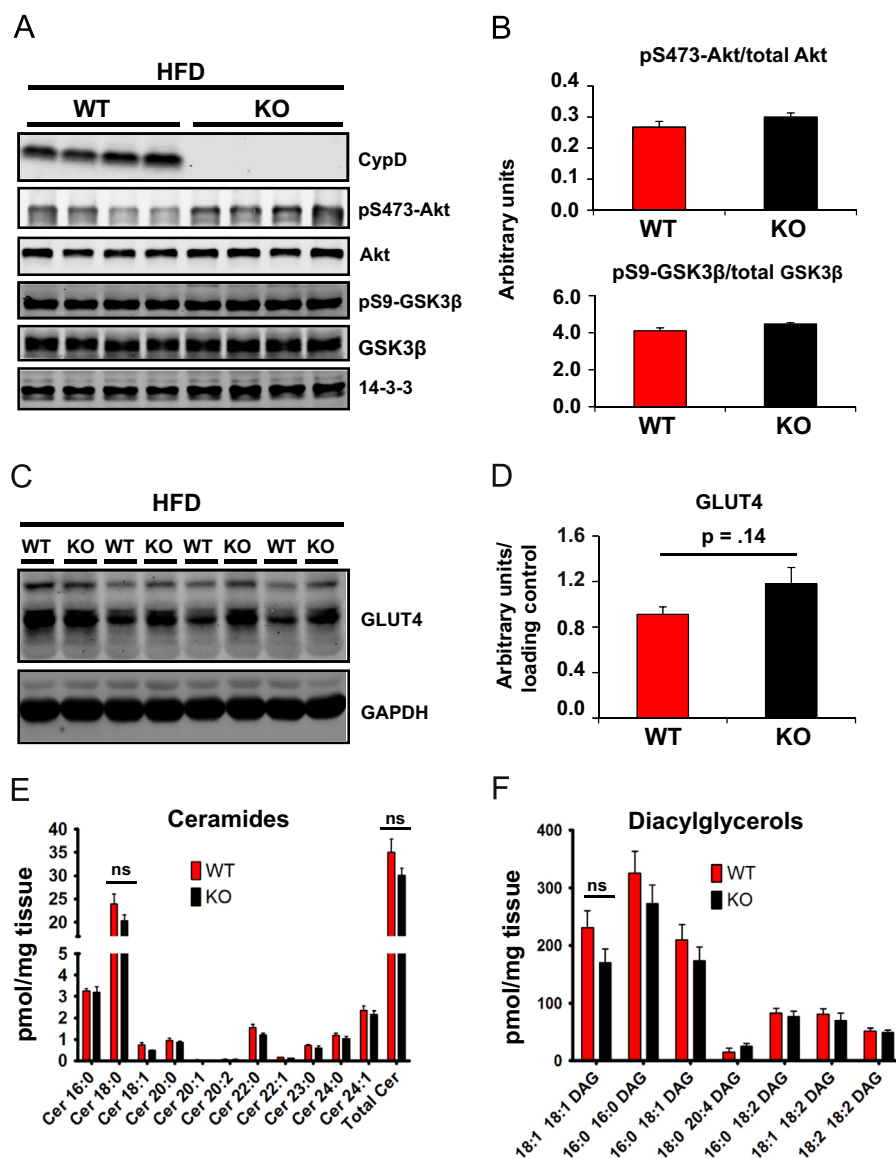 A
HFD
WT KO
CypD
pS473-Akt
Akt
pS9-GSK3β
GSK3β
14-3-3
B
pS473-Akt/total Akt
0.4
0.3
0.2
0.1
0.0
WT KO
Arbitrary units
pS9-GSK3β/total GSK3β
6.0
4.0
2.0
0.0
WT KO
C
HFD
WT KO WT KO WT KO WT KO
GLUT4
GAPDH
D
GLUT4
p = .14
1.6
1.2
0.8
0.4
0.0
Arbitrary units/
loading control
WT KO
E
Ceramides
ns
ns
WT
KO
40
35
30
25
20
5
4
3
2
1
0
pmol/mg tissue
Cer 16:0
Cer 18:0
Cer 18:1
Cer 20:0
Cer 20:1
Cer 20:2
Cer 22:0
Cer 22:1
Cer 23:0
Cer 24:0
Cer 24:1
Total Cer
F
Diacylglycerols
ns
WT
KO
400
300
200
100
0
pmol/mg tissue
18:1 18:1 DAG
16:0 16:0 DAG
16:0 18:1 DAG
18:0 20:4 DAG
16:0 18:2 DAG
18:1 18:2 DAG
18:2 18:2 DAG